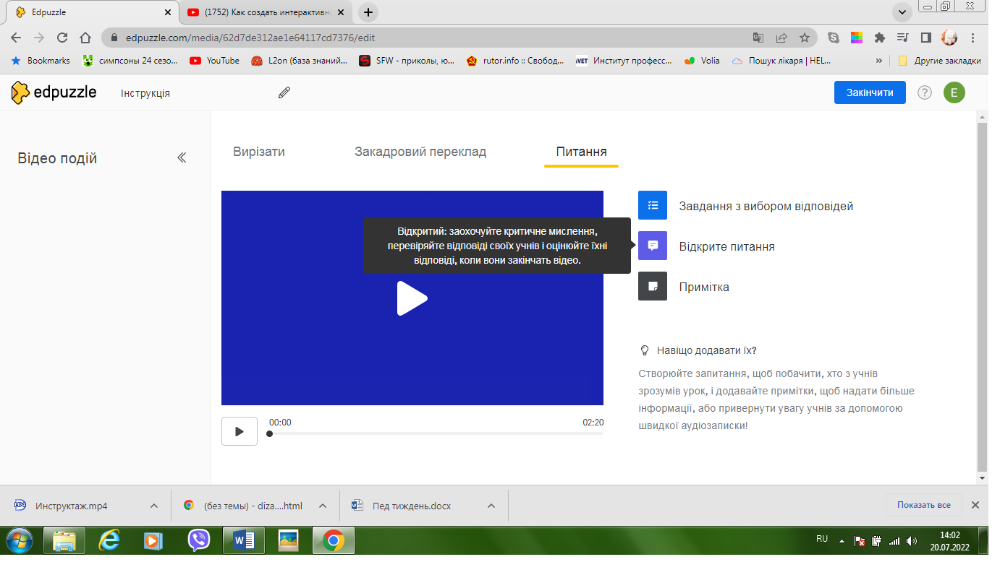 Edpuzzle
(1752) Как создать интерактивн
edpuzzle.com/media/62d7de312ae1e64117cd7376/edit
Bookmarks
симпсоны 24 сезо...
YouTube
L2on (база знаний...
SFW - приколы, ю...
rutor.info :: Свобод...
IVET
Институт професс...
Volia
Пошук лікаря | HEL...
»
Другие закладки
edpuzzle
Інструкція
Закінчити
?
E
Відео подій
Вирізати
Закадровий переклад
Питання
Завдання з вибором відповідей
Відкритий: заохочуйте критичне мислення,
перевіряйте відповіді своїх учнів і оцінюйте їхні
відповіді, коли вони закінчать відео.
Відкрите питання
Примітка
Навіщо додавати їх?
Створюйте запитання, щоб побачити, хто з учнів
зрозумів урок, і додавайте примітки, щоб надати більше
інформації, або привернути увагу учнів за допомогою
швидкої аудіозаписки!
00:00
02:20
Инструктаж.mp4
(без темы) - diza....html
Пед тиждень.docx
Показать все
RU
14:02
20.07.2022